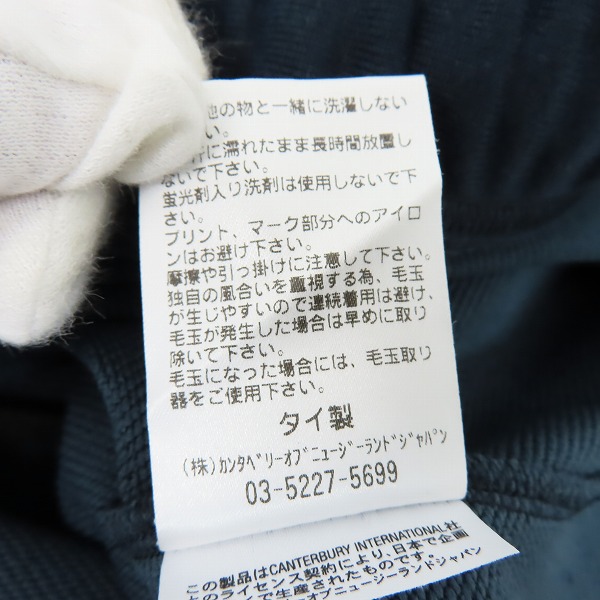 の物と一緒に洗濯しない
い。
に濡れたまま長時間放置し
ないで下さい。
蛍光剤入り洗剤は使用しないで下
さい。
プリント、マーク部分へのアイロ
ンはお避け下さい。
摩擦や引っ掛けに注意して下さい。
独自の風合いを重視する為、毛玉
が生じやすいので連続着用は避け、
毛玉が発生した場合は早めに取り
除いて下さい。
毛玉になった場合には、毛玉取り
器をご使用下さい。
タイ製
(株)カンタベリーオブニュージーランドジャパン
03-5227-5699
この製品はCANTERBURY INTERNATIONAL社
とのライセンス契約により、日本で企画
で生産されたものです。
オブニュージーランドジャパン